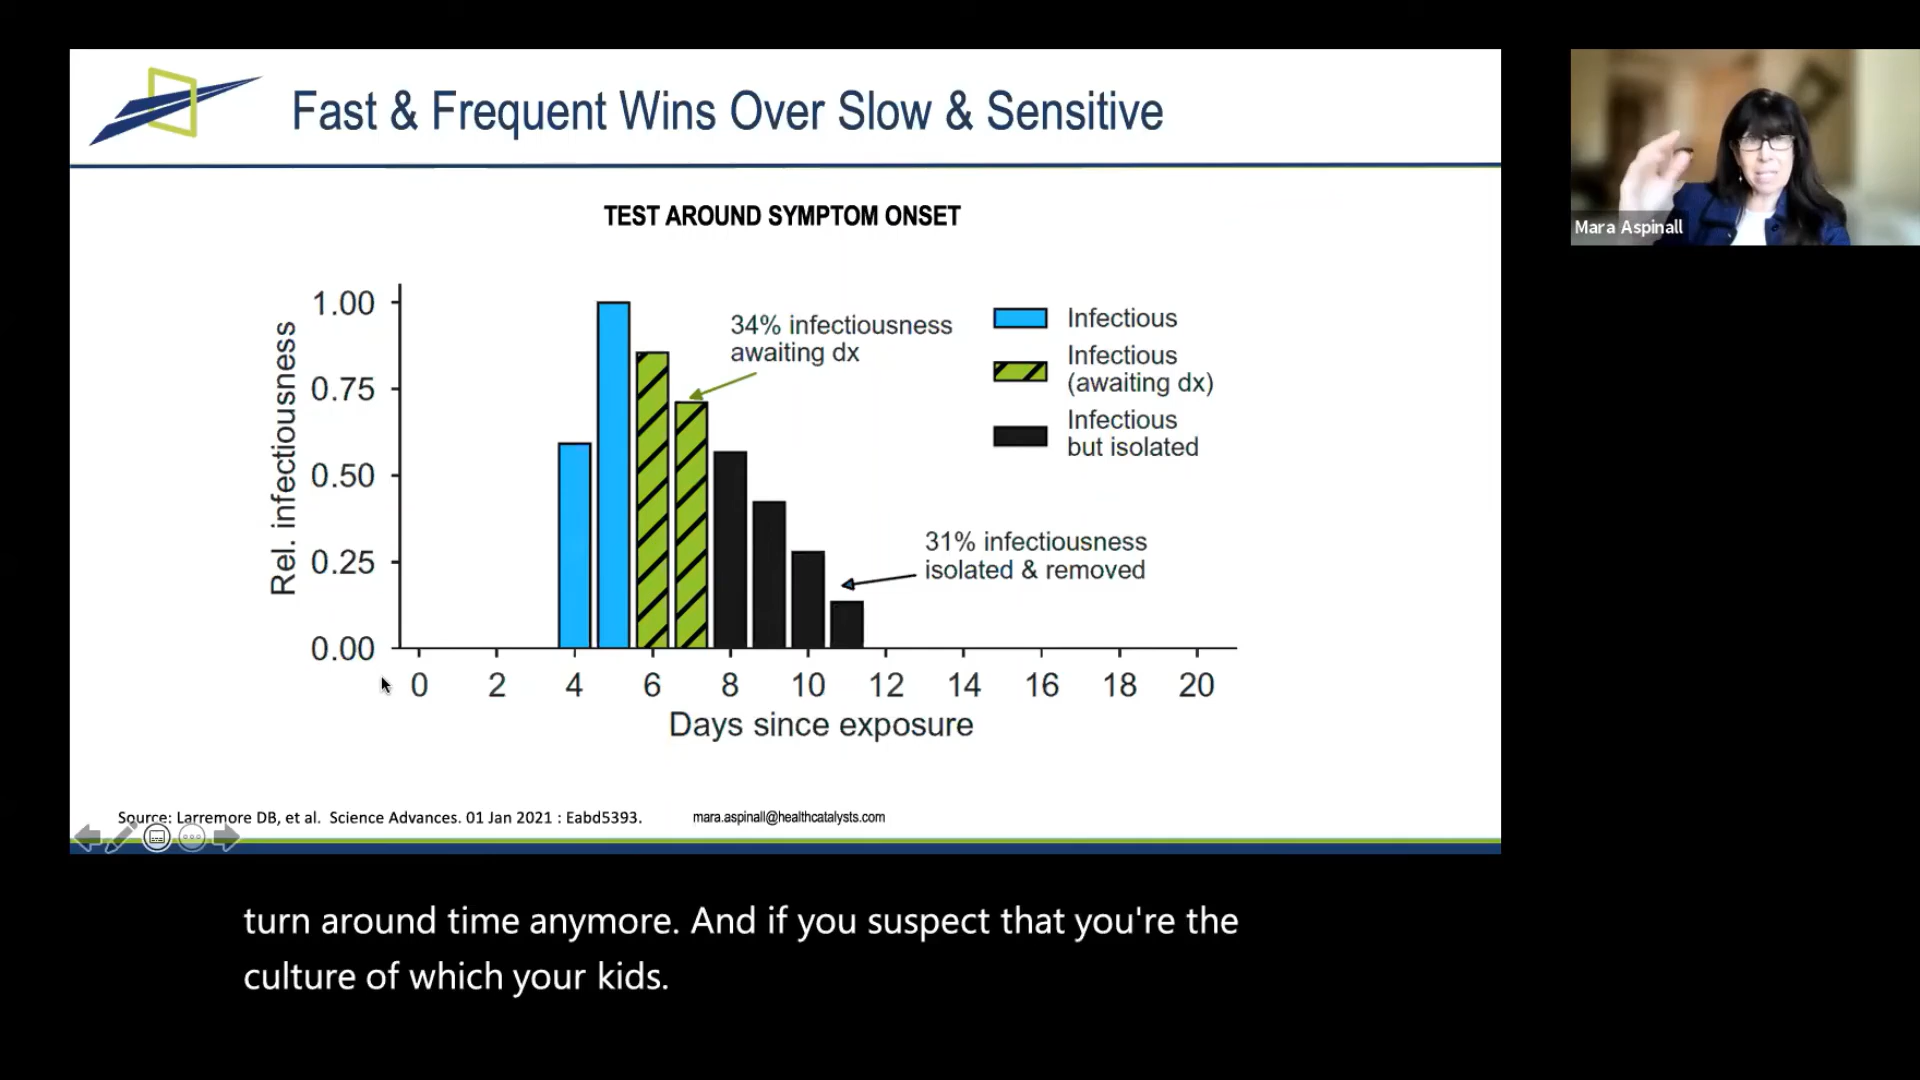 Fast & Frequent Wins Over Slow & Sensitive
Mara Aspinall
TEST AROUND SYMPTOM ONSET
Rel. infectiousness
1.00
0.75
0.50
0.25
0.00
34% infectiousness
awaiting dx
Infectious
Infectious
(awaiting dx)
Infectious
but isolated
31% infectiousness
isolated & removed
0 2 4 6 8 10 12 14 16 18 20
Days since exposure
Source: Larremore DB, et al. Science Advances. 01 Jan 2021 : Eabd5393.
mara.aspinall@healthcatalysts.com
turn around time anymore. And if you suspect that you're the
culture of which your kids.